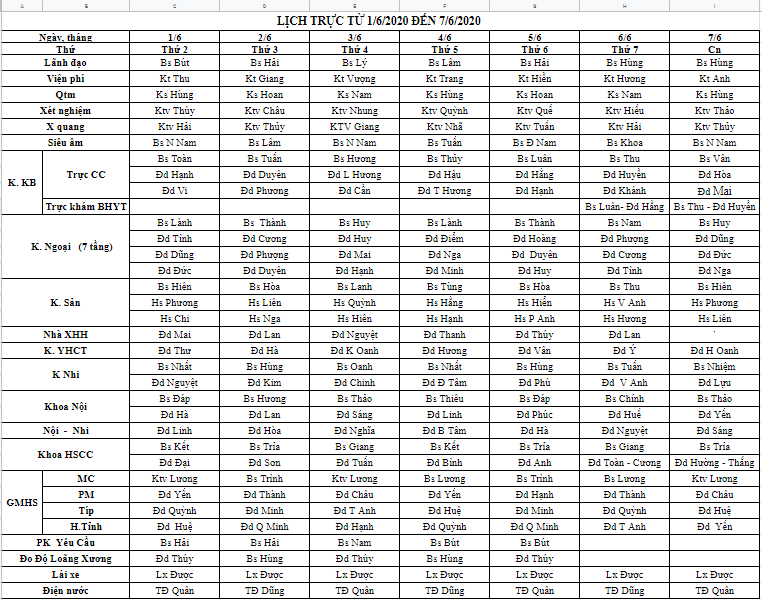 A B C D E F G H I
LỊCH TRỰC TỪ 1/6/2020 ĐẾN 7/6/2020
Ngày, tháng 1/6 2/6 3/6 4/6 5/6 6/6 7/6
Thứ Thứ 2 Thứ 3 Thứ 4 Thứ 5 Thứ 6 Thứ 7 Cn
Lãnh đạo Bs Bút Bs Hải Bs Lý Bs Lâm Bs Hải Bs Hùng Bs Hùng
Viện phí Kt Thu Kt Giang Kt Vượng Kt Trang Kt Hiền Kt Hương Kt Anh
Qtm Ks Hùng Ks Hoan Ks Nam Ks Hùng Ks Hoan Ks Nam Ks Hùng
Xét nghiệm Ktv Thủy Ktv Châu Ktv Nhung Ktv Quỳnh Ktv Quế Ktv Hiếu Ktv Thảo
X quang Ktv Hải Ktv Thủy KTV Giang Ktv Nhã Ktv Tuấn Ktv Hải Ktv Thủy
Siêu âm Bs N Nam Bs Lâm Bs N Nam Bs Tuấn Bs Đ Nam Bs Khoa Bs N Nam
K. KB Trực CC Bs Toàn Bs Tuấn Bs Hương Bs Thủy Bs Luân Bs Thu Bs Vân
Đd Hạnh Đd Duyên Đd L Hương Đd Hậu Đd Hằng Đd Huyền Đd Hòa
Đd Vi Đd Phương Đd Cần Đd T Hương Đd Hạnh Đd Khánh Đd Mai
Trực khám BHYT Bs Luân- Đd Hằng Bs Thu - Đd Huyền
K. Ngoại (7 tầng) Bs Lành Bs Thành Bs Huy Bs Lành Bs Thành Bs Nam Bs Huy
Đd Tình Đd Cương Đd Huy Đd Điểm Đd Hoàng Đd Phượng Đd Dũng
Đd Dũng Đd Phượng Đd Mai Đd Nga Đd Duyên Đd Cương Đd Đức
Đd Đức Đd Duyên Đd Hạnh Đd Minh Đd Huy Đd Tình Đd Nga
K. Sản Bs Hiên Bs Hòa Bs Lanh Bs Tùng Bs Hòa Bs Thu Bs Hiên
Hs Phương Hs Liên Hs Quỳnh Hs Hằng Hs Hiền Hs V Anh Hs Phương
Hs Chi Hs Nga Hs Hiên Hs Hạnh Hs P Anh Hs Hương Hs Liên
Nhà XHH Đd Mai Đd Lan Đd Nguyệt Đd Thanh Đd Thủy Đd Lan `
K. YHCT Đd Thư Đd Hà Đd K Oanh Đd Hương Đd Vân Đd Ý Đd H Oanh
K Nhi Bs Nhất Bs Hùng Bs Oanh Bs Nhất Bs Hùng Bs Tuấn Bs Nhiệm
Đd Nguyệt Đd Kim Đd Chinh Đd Đ Tâm Đd Phú Đd V Anh Đd Lựu
Khoa Nội Bs Đáp Bs Hương Bs Thảo Bs Thiêu Bs Đáp Bs Chính Bs Thảo
Đd Hà Đd Lan Đd Sáng Đd Linh Đd Phúc Đd Huế Đd Yến
Nội - Nhi Đd Linh Đd Hòa Đd Nghĩa Đd B Tâm Đd Hà Đd Nguyệt Đd Sáng
Khoa HSCC Bs Kết Bs Tría Bs Giang Bs Kết Bs Tría Bs Giang Bs Tría
Đd Đại Đd Sơn Đd Tuấn Đd Bình Đd Anh Đd Toàn - Cương Đd Hường - Thắng
GMHS MC Ktv Lương Bs Trình Ktv Lương Bs Lương Bs Trình Bs Lương Ktv Lương
PM Đd Yến Đd Thành Đd Châu Đd Yến Đd Hạnh Đd Thành Đd Châu
Típ Đd Quỳnh Đd Minh Đd T Anh Đd Huệ Đd Minh Đd Quỳnh Đd Huệ
H.Tỉnh Đd Huệ Đd Q Minh Đd Hạnh Đd Quỳnh Đd Q Minh Đd T Anh Đd Yến
PK Yêu Cầu Bs Hải Bs Hải Bs Nam Bs Bút Bs Bút
Đo Độ Loãng Xương Đd Thúy Bs Hùng Đd Thúy Bs Hùng Đd Thúy
Lái xe Lx Được Lx Được Lx Được Lx Được Lx Được Lx Được Lx Được
Điện nước TĐ Quân TĐ Dũng TĐ Quân TĐ Dũng TĐ Quân TĐ Dũng TĐ Quân